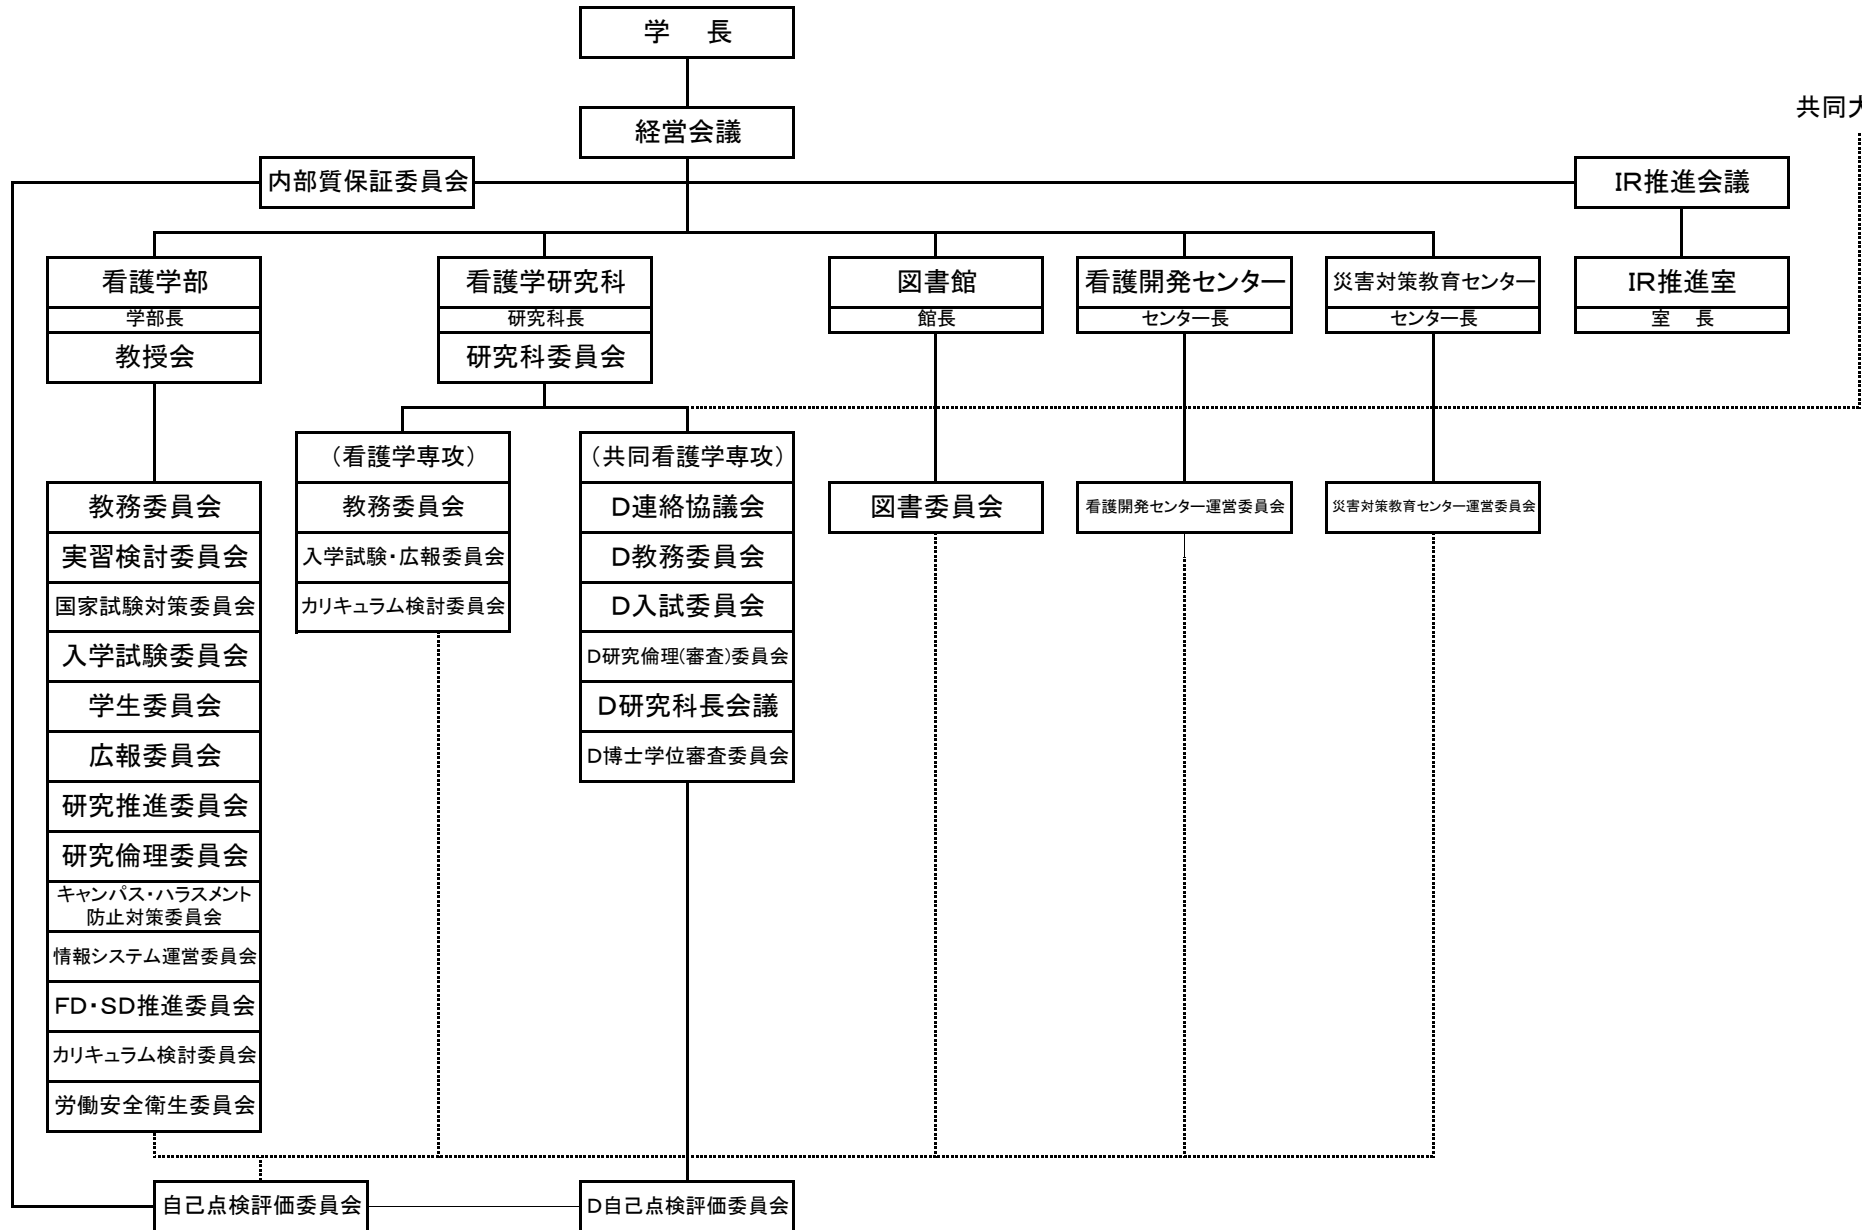 学　長
経営会議
共同大
内部質保証委員会
IR推進会議
看護学部
学部長
教授会
看護学研究科
研究科長
研究科委員会
図書館
館長
看護開発センター
センター長
災害対策教育センター
センター長
IR推進室
室　長
（看護学専攻）
教務委員会
入学試験・広報委員会
カリキュラム検討委員会
（共同看護学専攻）
D連絡協議会
D教務委員会
D入試委員会
D研究倫理(審査)委員会
D研究科長会議
D博士学位審査委員会
図書委員会
看護開発センター運営委員会
災害対策教育センター運営委員会
教務委員会
実習検討委員会
国家試験対策委員会
入学試験委員会
学生委員会
広報委員会
研究推進委員会
研究倫理委員会
キャンパス・ハラスメント
防止対策委員会
情報システム運営委員会
FD・SD推進委員会
カリキュラム検討委員会
労働安全衛生委員会
自己点検評価委員会
D自己点検評価委員会